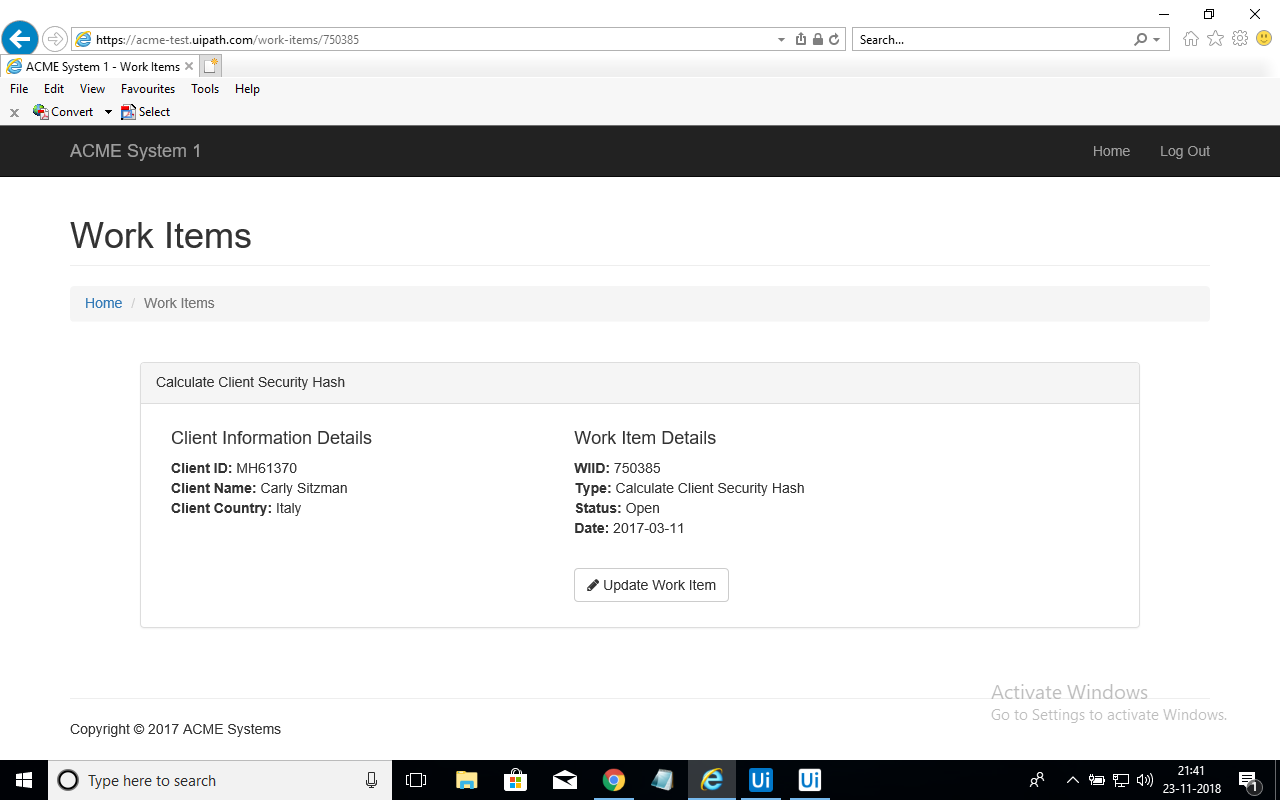 https://acme-test.uipath.com/work-items/750385
Search...
ACME System 1 - Work Items
File Edit View Favourites Tools Help
x Convert Select
ACME System 1 Home Log Out
Work Items
Home / Work Items
Calculate Client Security Hash
Client Information Details
Client ID: MH61370
Client Name: Carly Sitzman
Client Country: Italy
Work Item Details
WIID: 750385
Type: Calculate Client Security Hash
Status: Open
Date: 2017-03-11
Update Work Item
Activate Windows
Go to Settings to activate Windows.
Copyright © 2017 ACME Systems
Type here to search
Ui
Ui
21:41
23-11-2018
1